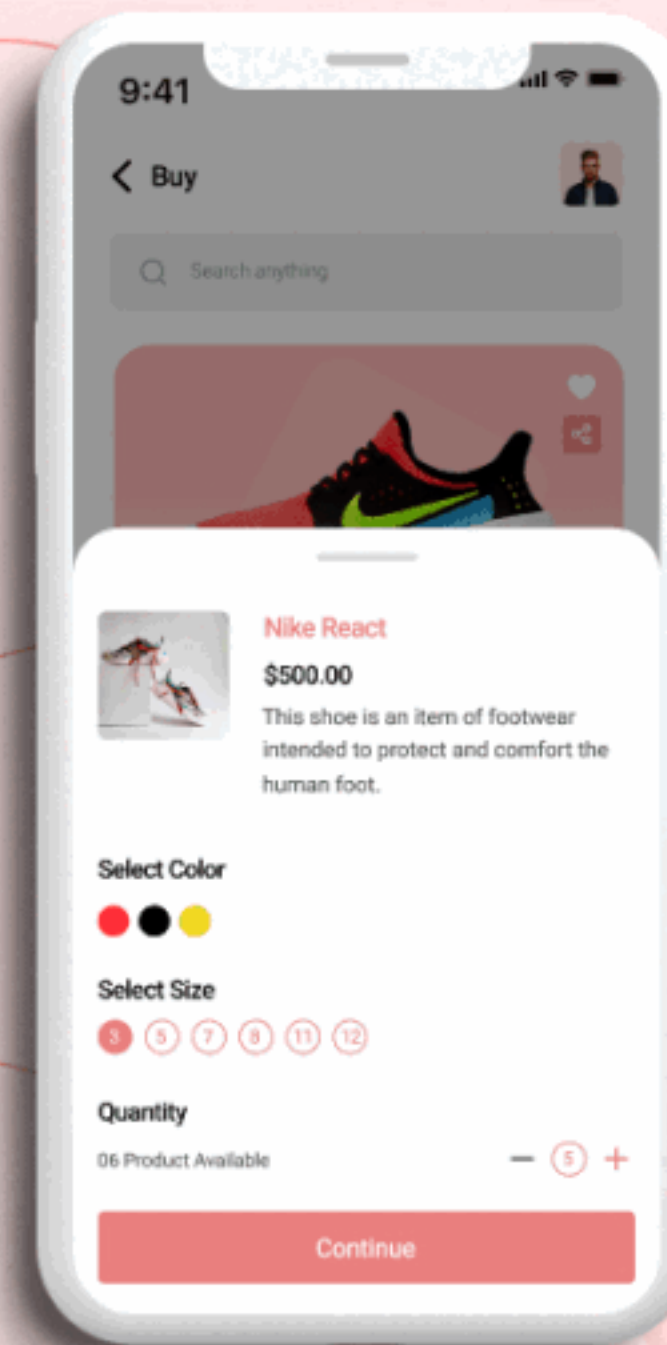 9:41
Buy
Search anything
Nike React
$500.00
This shoe is an item of footwear
intended to protect and comfort the
human foot.
Select Color
Select Size
3 5 7 8 11 12
Quantity
06 Product Available
5
Continue